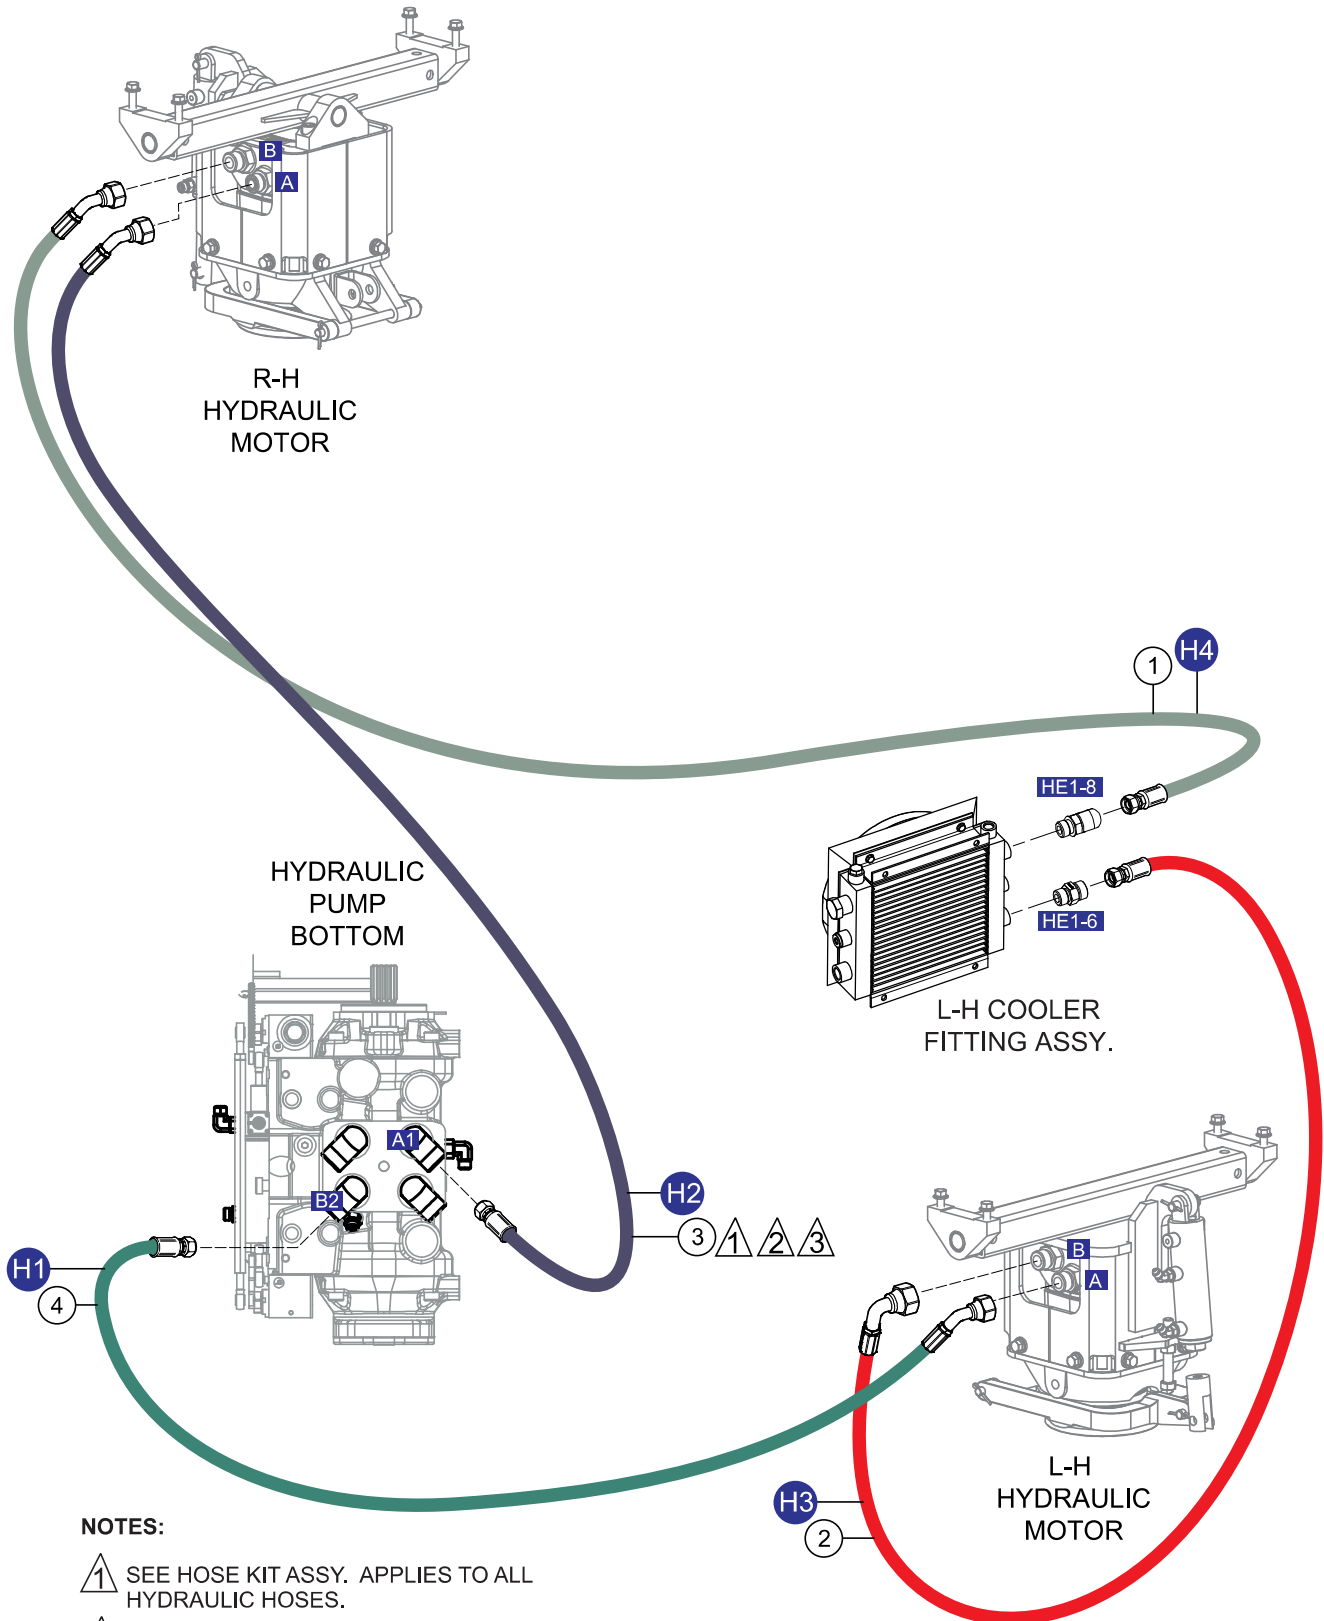 B
A
R-H
HYDRAULIC
MOTOR
1
H4
HE1-8
HE1-6
L-H COOLER
FITTING ASSY.
HYDRAULIC
PUMP
BOTTOM
A1
B2
H2
3 1 2 3
H1
4
B
A
L-H
HYDRAULIC
MOTOR
H3
2
NOTES:
1 SEE HOSE KIT ASSY. APPLIES TO ALL
HYDRAULIC HOSES.